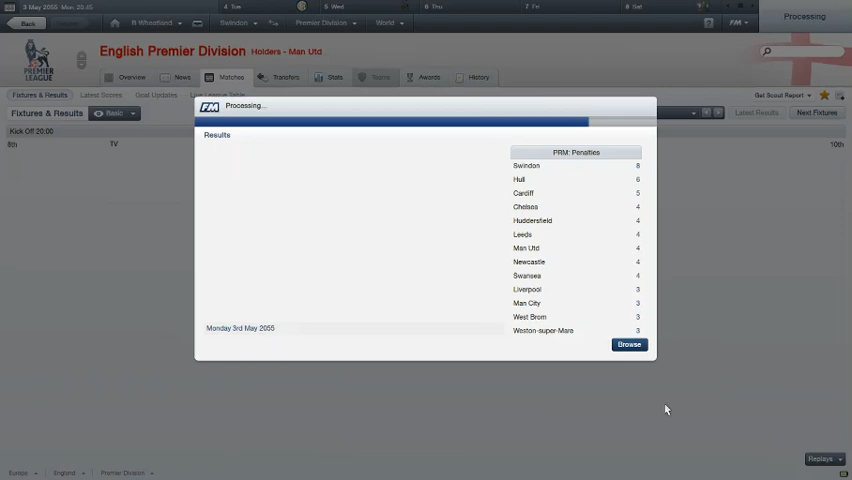 3 May 2055 Mon 20:45
4 Tue
5 Wed
6 Thu
7 Fri
8 Sat
Processing
Back
B Wheatland
Swindon
Premier Division
World
?
FM
English Premier Division Holders - Man Utd
PREMIER
LEAGUE
Overview
News
Matches
Transfers
Stats
Teams
Awards
History
Fixtures & Results
Latest Scores
Goal Updates
Live League Table
Get Scout Report
Fixtures & Results
Basic
Latest Results
Next Fixtures
Kick Off 20:00
8th
TV
10th
FM
Processing...
Results
PRM: Penalties
Swindon 8
Hull 6
Cardiff 5
Chelsea 4
Huddersfield 4
Leeds 4
Man Utd 4
Newcastle 4
Swansea 4
Liverpool 3
Man City 3
West Brom 3
Weston-super-Mare 3
Monday 3rd May 2055
Browse
Replays
Europe
England
Premier Division